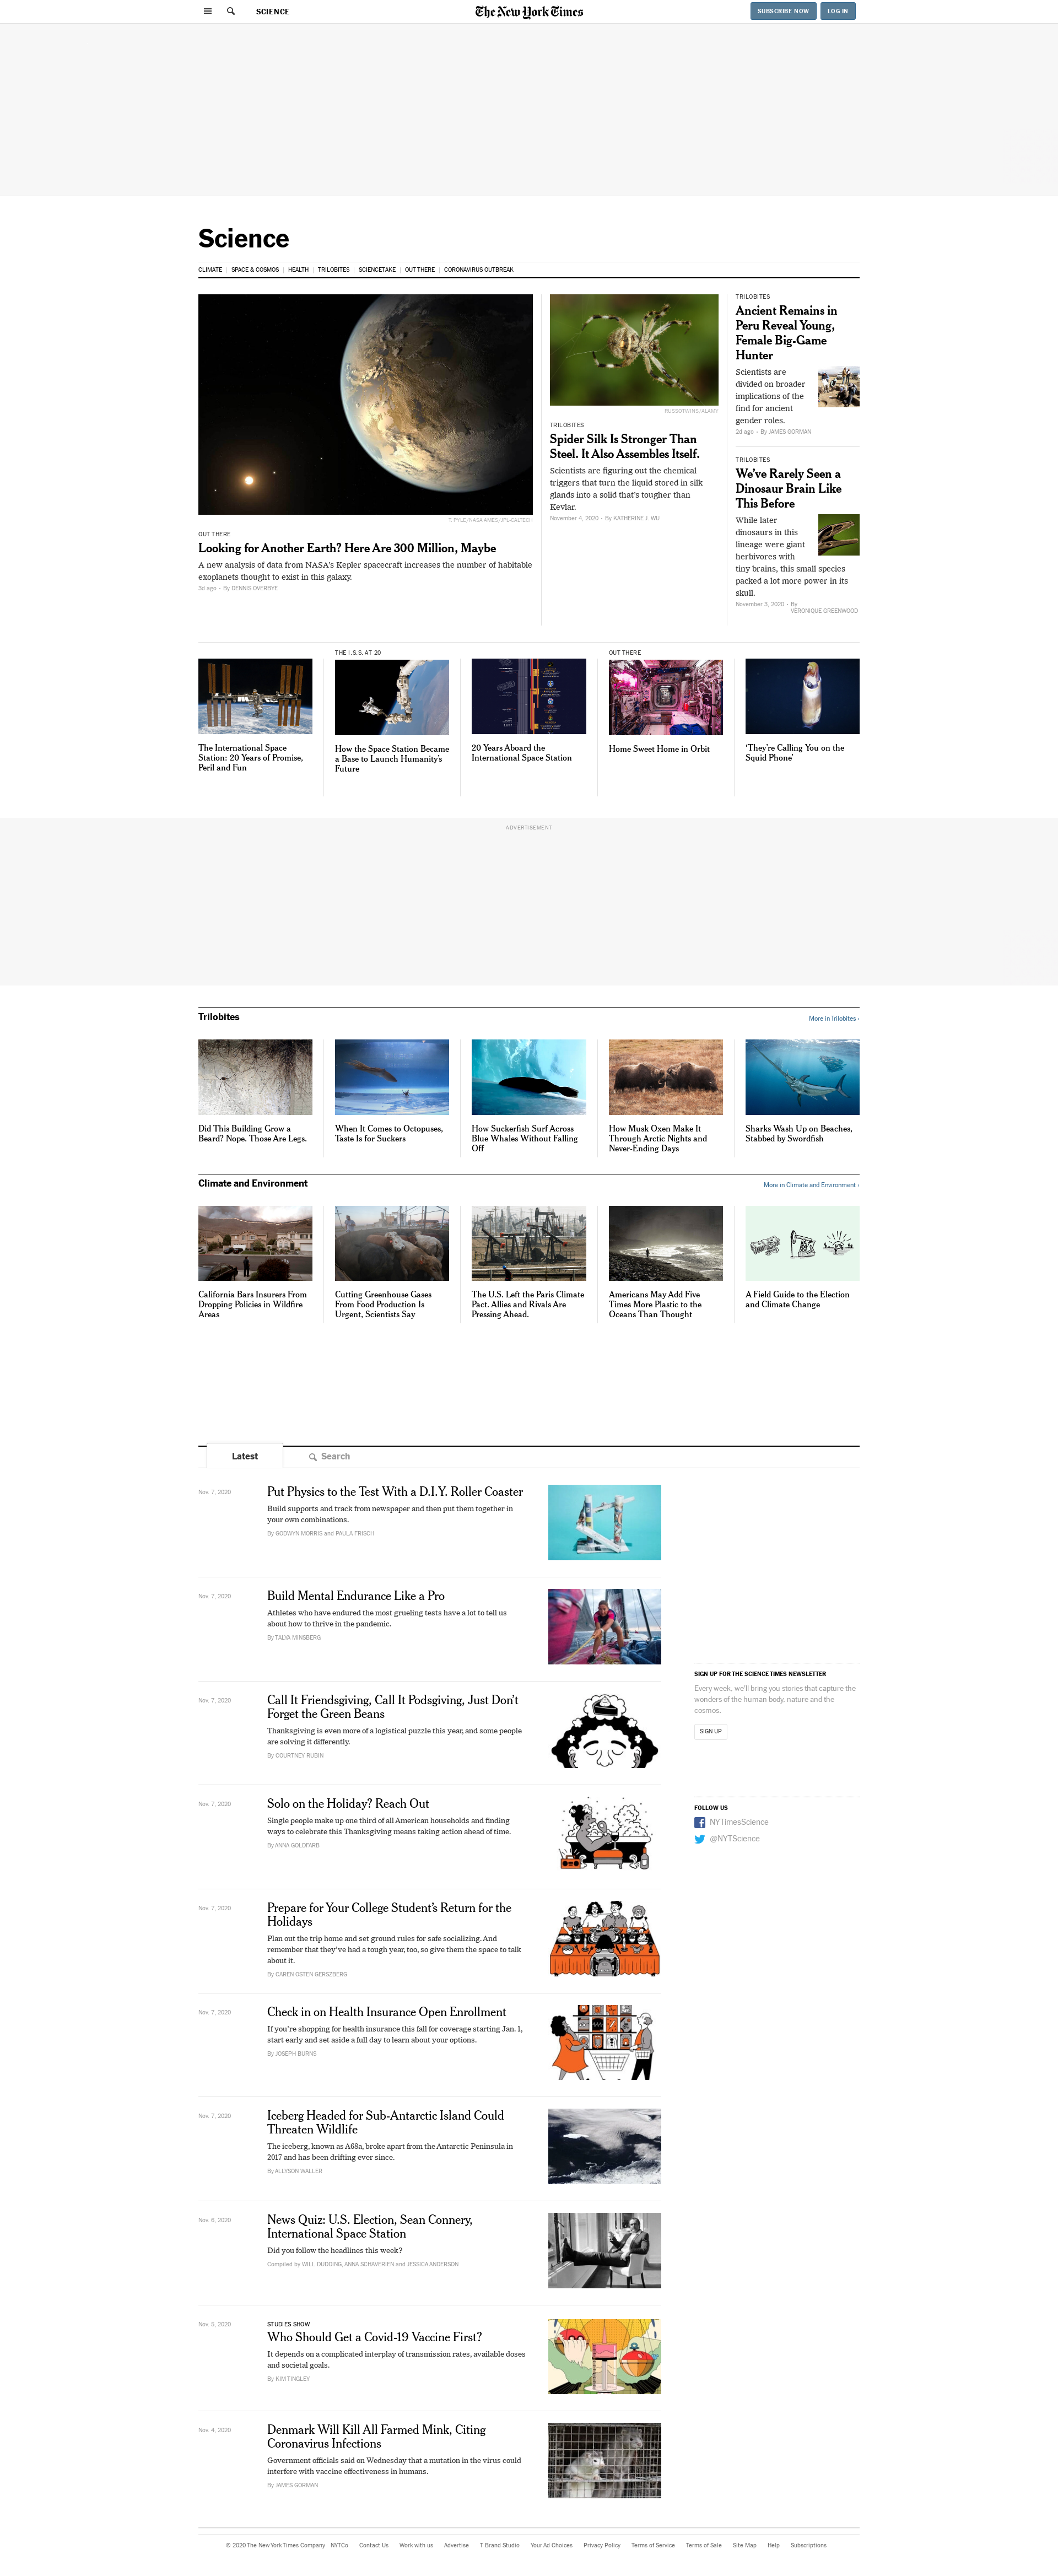 SCIENCE
The New York Times
SUBSCRIBE NOW
LOG IN
Science
CLIMATE
SPACE & COSMOS
HEALTH
TRILOBITES
SCIENCETAKE
OUT THERE
CORONAVIRUS OUTBREAK
T. PYLE/NASA AMES/JPL-CALTECH
OUT THERE
Looking for Another Earth? Here Are 300 Million, Maybe
A new analysis of data from NASA's Kepler spacecraft increases the number of habitable
exoplanets thought to exist in this galaxy.
3d ago • By DENNIS OVERBYE
RUSSOTWINS/ALAMY
TRILOBITES
Spider Silk Is Stronger Than
Steel. It Also Assembles Itself.
Scientists are figuring out the chemical
triggers that turn the liquid stored in silk
glands into a solid that's tougher than
Kevlar.
November 4, 2020 • By KATHERINE J. WU
TRILOBITES
Ancient Remains in
Peru Reveal Young,
Female Big-Game
Hunter
Scientists are
divided on broader
implications of the
find for ancient
gender roles.
2d ago • By JAMES GORMAN
TRILOBITES
We've Rarely Seen a
Dinosaur Brain Like
This Before
While later
dinosaurs in this
lineage were giant
herbivores with
tiny brains, this small species
packed a lot more power in its
skull.
November 3, 2020 • By
VERONIQUE GREENWOOD
The International Space
Station: 20 Years of Promise,
Peril and Fun
THE I.S.S. AT 20
How the Space Station Became
a Base to Launch Humanity's
Future
20 Years Aboard the
International Space Station
OUT THERE
Home Sweet Home in Orbit
'They're Calling You on the
Squid Phone'
ADVERTISEMENT
Trilobites
More in Trilobites ›
Did This Building Grow a
Beard? Nope. Those Are Legs.
When It Comes to Octopuses,
Taste Is for Suckers
How Suckerfish Surf Across
Blue Whales Without Falling
Off
How Musk Oxen Make It
Through Arctic Nights and
Never-Ending Days
Sharks Wash Up on Beaches,
Stabbed by Swordfish
Climate and Environment
More in Climate and Environment ›
California Bars Insurers From
Dropping Policies in Wildfire
Areas
Cutting Greenhouse Gases
From Food Production Is
Urgent, Scientists Say
The U.S. Left the Paris Climate
Pact. Allies and Rivals Are
Pressing Ahead.
Americans May Add Five
Times More Plastic to the
Oceans Than Thought
A Field Guide to the Election
and Climate Change
Latest
Search
Nov. 7, 2020
Put Physics to the Test With a D.I.Y. Roller Coaster
Build supports and track from newspaper and then put them together in
your own combinations.
By GODWYN MORRIS and PAULA FRISCH
Nov. 7, 2020
Build Mental Endurance Like a Pro
Athletes who have endured the most grueling tests have a lot to tell us
about how to thrive in the pandemic.
By TALYA MINSBERG
Nov. 7, 2020
Call It Friendsgiving, Call It Podsgiving, Just Don't
Forget the Green Beans
Thanksgiving is even more of a logistical puzzle this year, and some people
are solving it differently.
By COURTNEY RUBIN
Nov. 7, 2020
Solo on the Holiday? Reach Out
Single people make up one third of all American households and finding
ways to celebrate this Thanksgiving means taking action ahead of time.
By ANNA GOLDFARB
Nov. 7, 2020
Prepare for Your College Student's Return for the
Holidays
Plan out the trip home and set ground rules for safe socializing. And
remember that they've had a tough year, too, so give them the space to talk
about it.
By CAREN OSTEN GERSZBERG
Nov. 7, 2020
Check in on Health Insurance Open Enrollment
If you're shopping for health insurance this fall for coverage starting Jan. 1,
start early and set aside a full day to learn about your options.
By JOSEPH BURNS
Nov. 7, 2020
Iceberg Headed for Sub-Antarctic Island Could
Threaten Wildlife
The iceberg, known as A68a, broke apart from the Antarctic Peninsula in
2017 and has been drifting ever since.
By ALLYSON WALLER
Nov. 6, 2020
News Quiz: U.S. Election, Sean Connery,
International Space Station
Did you follow the headlines this week?
Compiled by WILL DUDDING, ANNA SCHAVERIEN and JESSICA ANDERSON
Nov. 5, 2020
STUDIES SHOW
Who Should Get a Covid-19 Vaccine First?
It depends on a complicated interplay of transmission rates, available doses
and societal goals.
By KIM TINGLEY
Nov. 4, 2020
Denmark Will Kill All Farmed Mink, Citing
Coronavirus Infections
Government officials said on Wednesday that a mutation in the virus could
interfere with vaccine effectiveness in humans.
By JAMES GORMAN
SIGN UP FOR THE SCIENCE TIMES NEWSLETTER
Every week, we'll bring you stories that capture the
wonders of the human body, nature and the
cosmos.
SIGN UP
FOLLOW US
NYTimesScience
@NYTScience
© 2020 The New York Times Company
NYTCo
Contact Us
Work with us
Advertise
T Brand Studio
Your Ad Choices
Privacy Policy
Terms of Service
Terms of Sale
Site Map
Help
Subscriptions